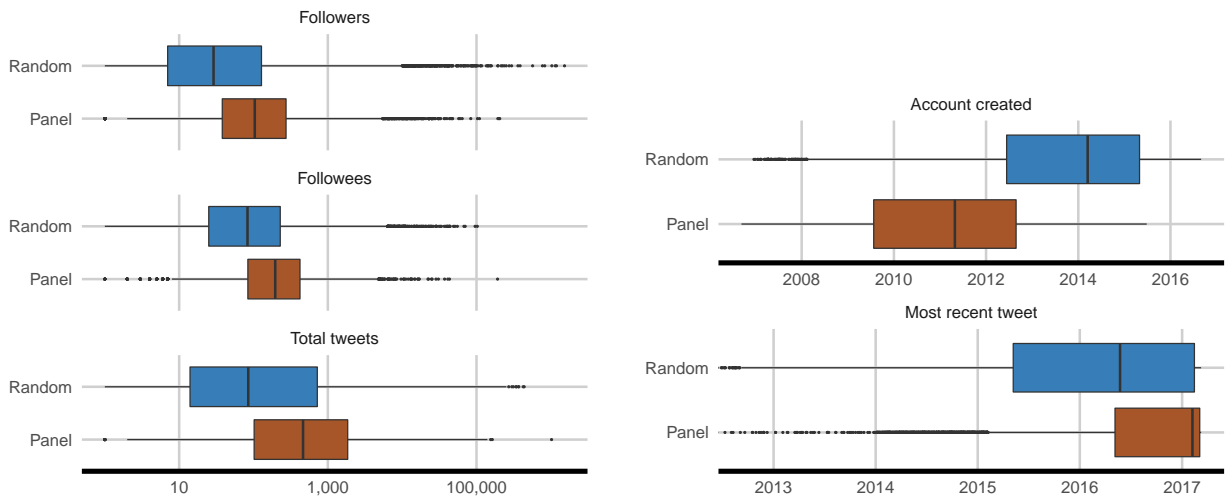 Followers
Random
Panel
Followees
Random
Panel
Total tweets
Random
Panel
10 1,000 100,000
Account created
Random
Panel
2008 2010 2012 2014 2016
Most recent tweet
Random
Panel
2013 2014 2015 2016 2017